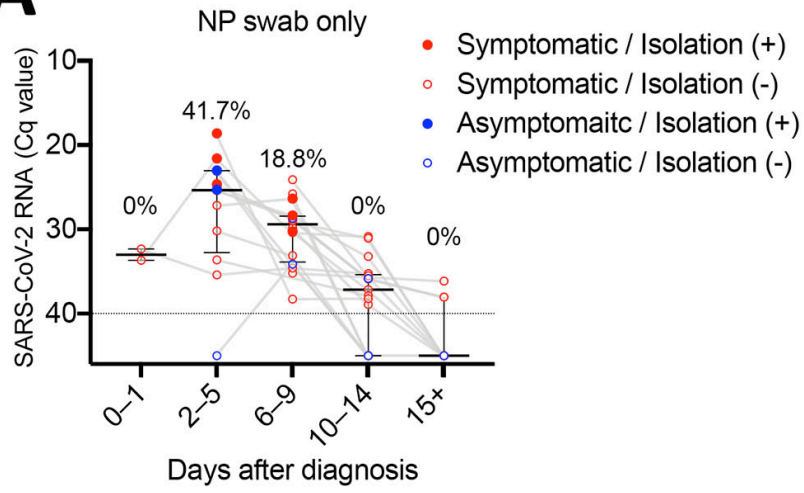 A
NP swab only
SARS-CoV-2 RNA (Cq value)
10
20
30
40
0%
41.7%
18.8%
0%
0%
0–1
2–5
6–9
10–14
15+
Days after diagnosis
Symptomatic / Isolation (+)
Symptomatic / Isolation (-)
Asymptomaitc / Isolation (+)
Asymptomatic / Isolation (-)